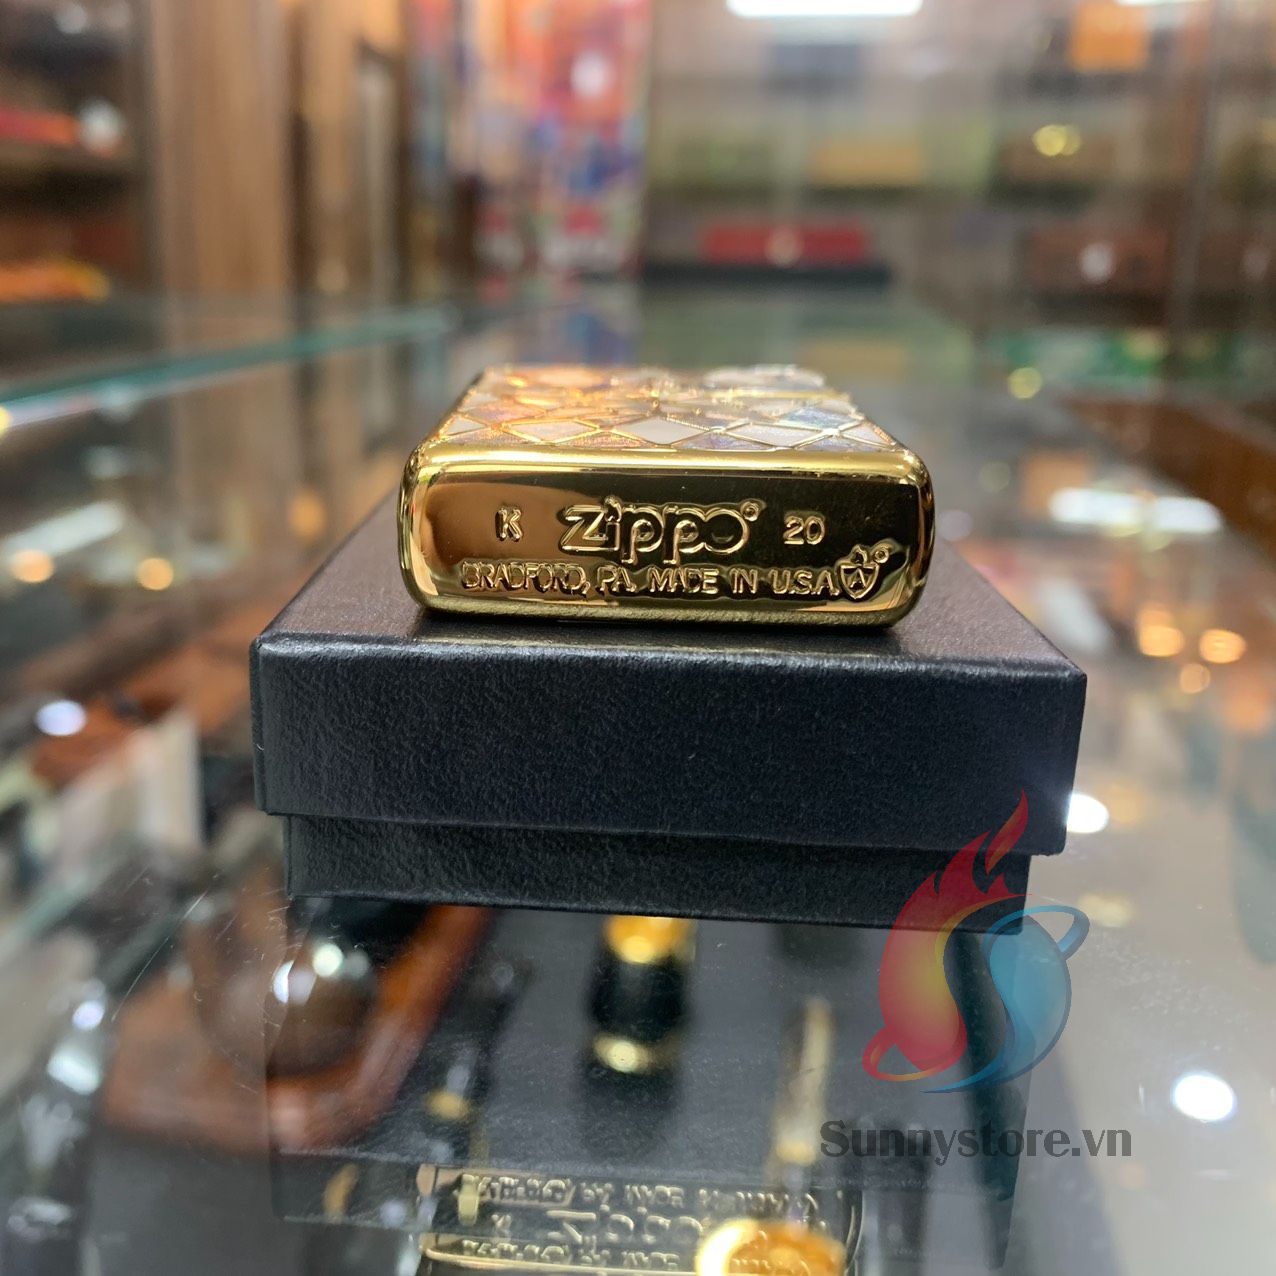 K zippo 20
BRADFORD, PA. MADE IN U.S.A
Sunnystore.vn